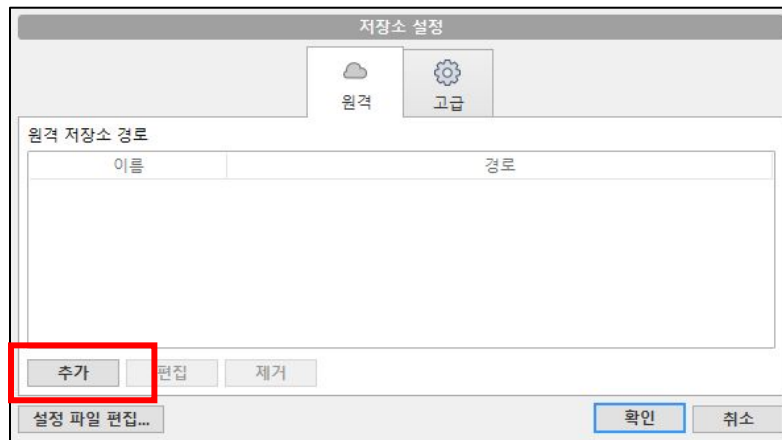 저장소 설정
원격
고급
원격 저장소 경로
이름
경로
추가
편집
제거
설정 파일 편집...
확인
취소